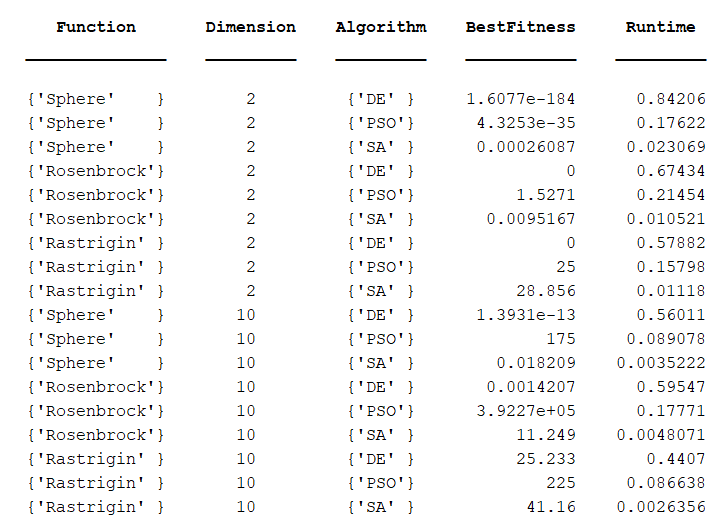 Function Dimension Algorithm BestFitness Runtime
{'Sphere'    } 2 {'DE' } 1.6077e-184 0.84206
{'Sphere'    } 2 {'PSO'} 4.3253e-35 0.17622
{'Sphere'    } 2 {'SA' } 0.00026087 0.023069
{'Rosenbrock'} 2 {'DE' } 0 0.67434
{'Rosenbrock'} 2 {'PSO'} 1.5271 0.21454
{'Rosenbrock'} 2 {'SA' } 0.0095167 0.010521
{'Rastrigin' } 2 {'DE' } 0 0.57882
{'Rastrigin' } 2 {'PSO'} 25 0.15798
{'Rastrigin' } 2 {'SA' } 28.856 0.01118
{'Sphere'    } 10 {'DE' } 1.3931e-13 0.56011
{'Sphere'    } 10 {'PSO'} 175 0.089078
{'Sphere'    } 10 {'SA' } 0.018209 0.0035222
{'Rosenbrock'} 10 {'DE' } 0.0014207 0.59547
{'Rosenbrock'} 10 {'PSO'} 3.9227e+05 0.17771
{'Rosenbrock'} 10 {'SA' } 11.249 0.0048071
{'Rastrigin' } 10 {'DE' } 25.233 0.4407
{'Rastrigin' } 10 {'PSO'} 225 0.086638
{'Rastrigin' } 10 {'SA' } 41.16 0.0026356